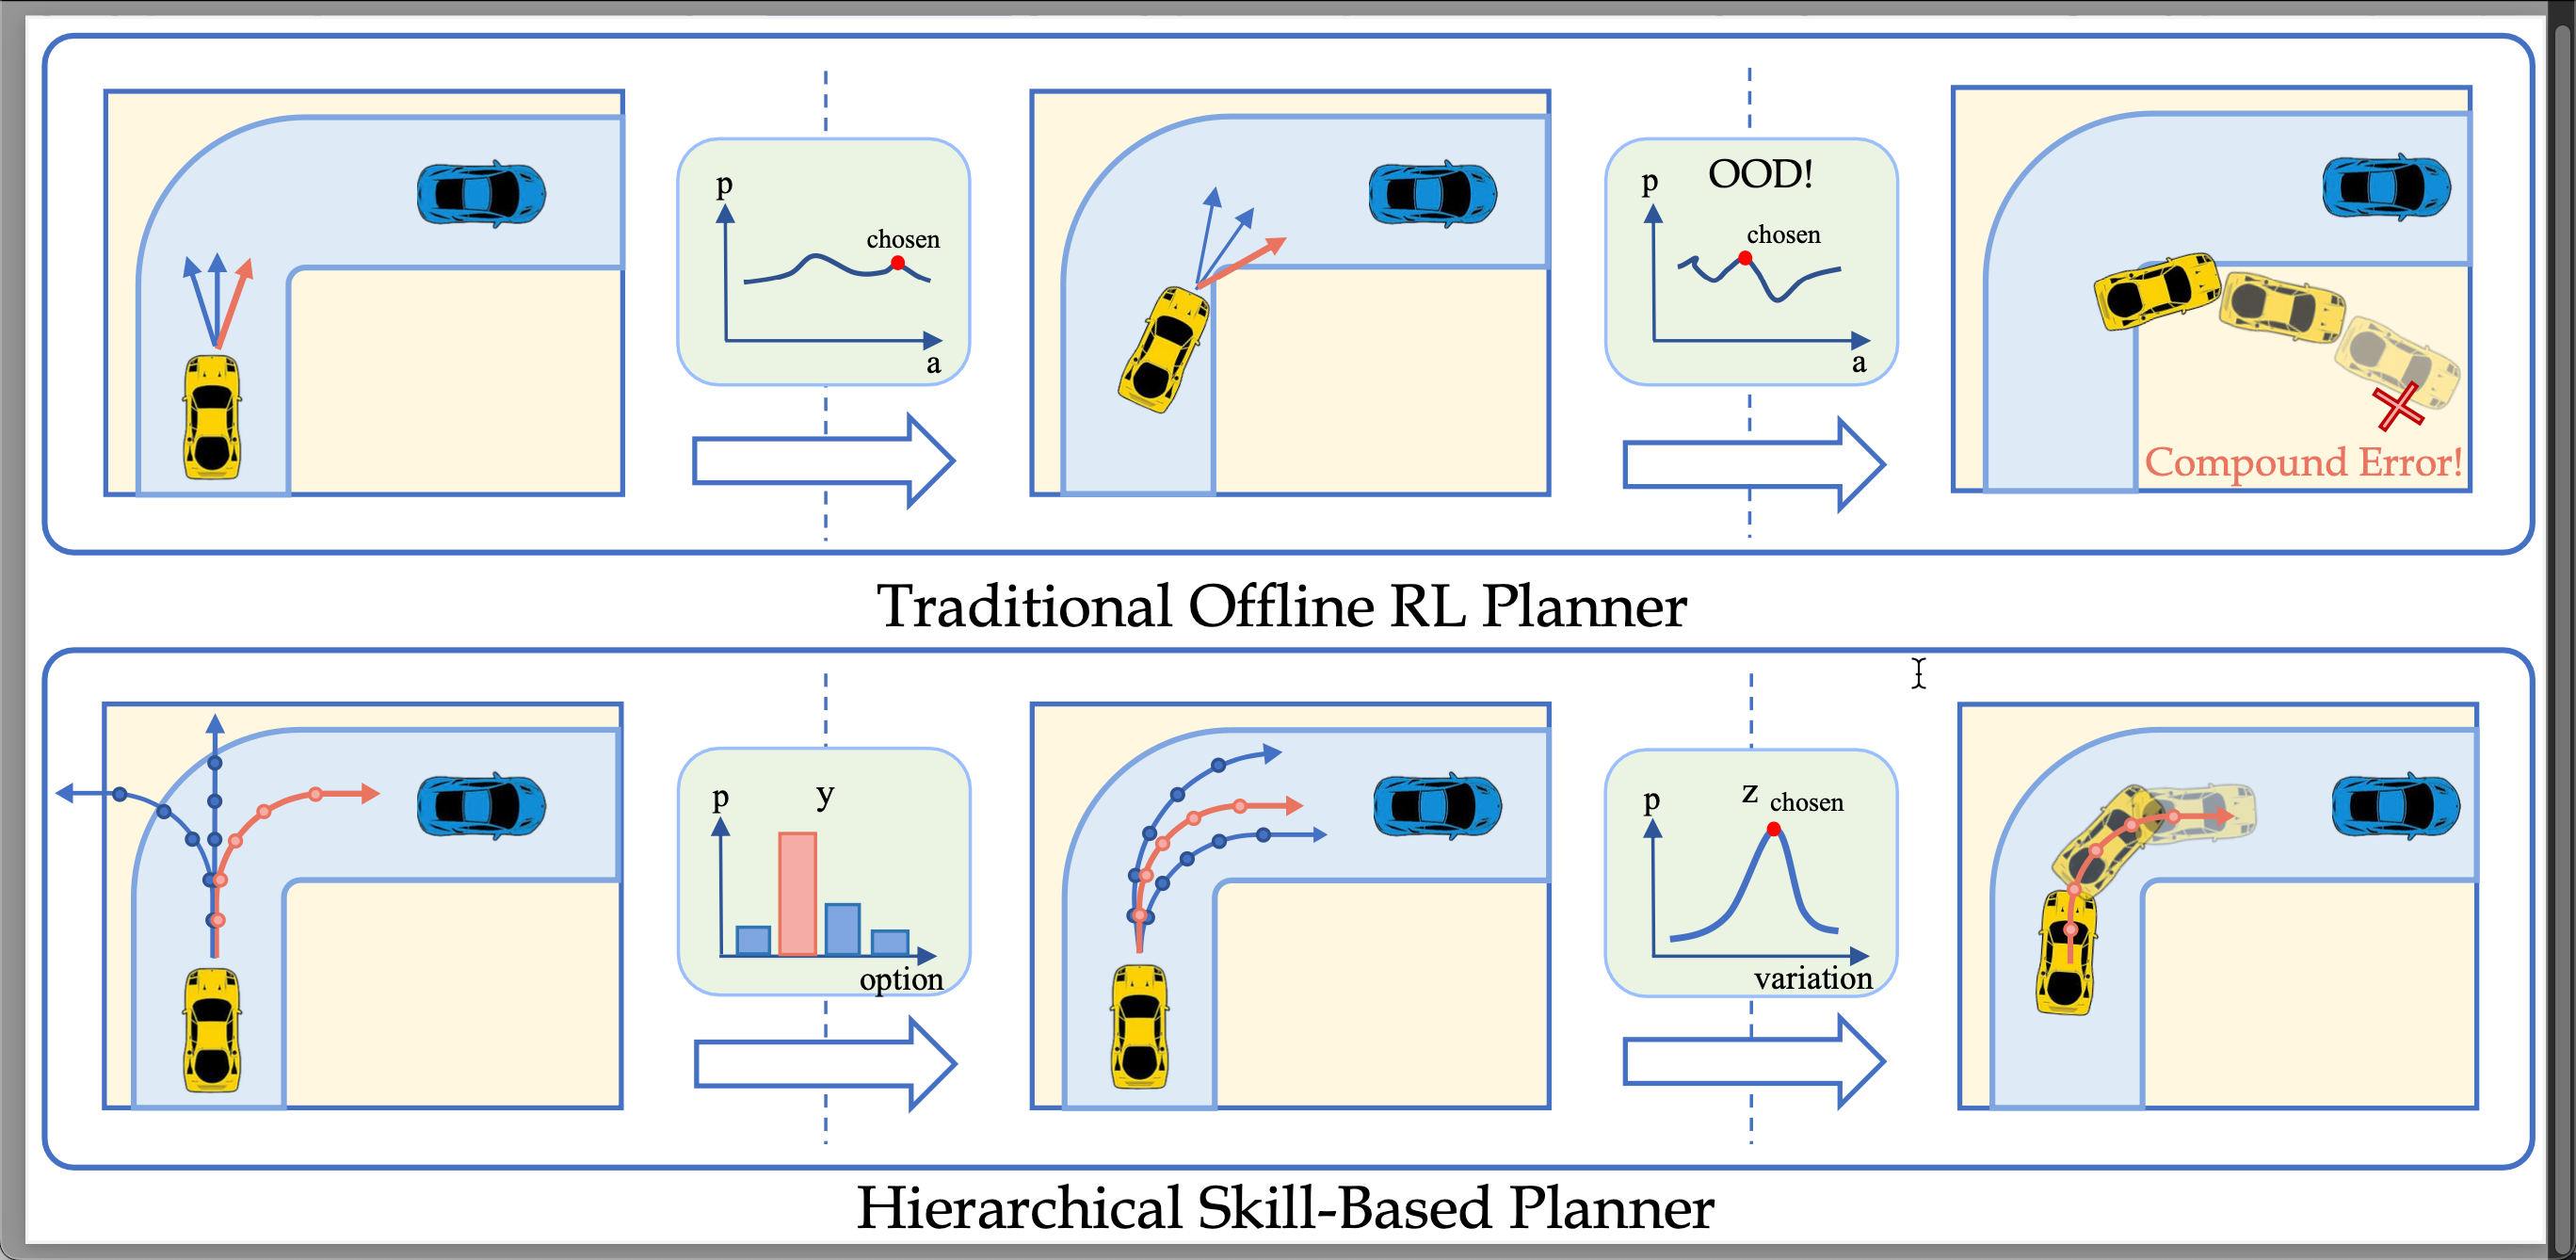 p
chosen
a
OOD!
p
chosen
a
Compound Error!
Traditional Offline RL Planner
p
y
option
z
p
chosen
variation
Hierarchical Skill-Based Planner